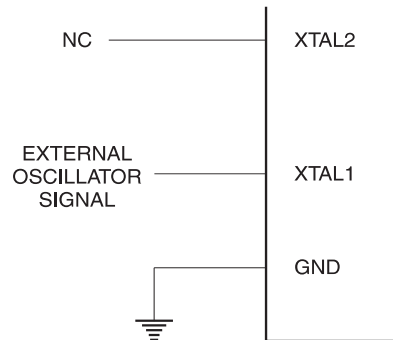 NC
XTAL2
EXTERNAL
OSCILLATOR
SIGNAL
XTAL1
GND